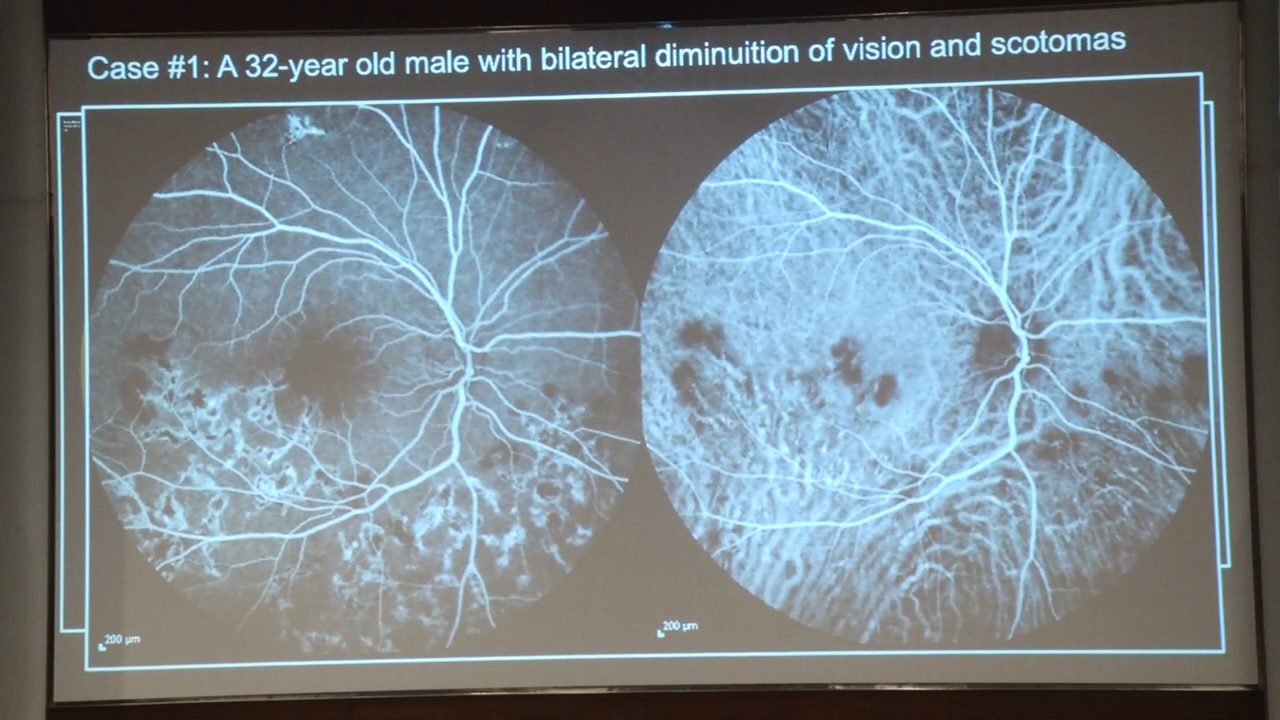 Case #1: A 32-year old male with bilateral diminuition of vision and scotomas
200 µm
200 µm